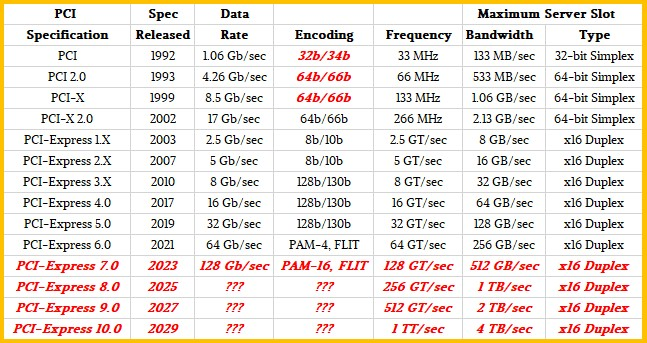 PCI Spec Data Maximum Server Slot
Specification Released Rate Encoding Frequency Bandwidth Type
PCI 1992 1.06 Gb/sec 32b/34b 33 MHz 133 MB/sec 32-bit Simplex
PCI 2.0 1993 4.26 Gb/sec 64b/66b 66 MHz 533 MB/sec 64-bit Simplex
PCI-X 1999 8.5 Gb/sec 64b/66b 133 MHz 1.06 GB/sec 64-bit Simplex
PCI-X 2.0 2002 17 Gb/sec 64b/66b 266 MHz 2.13 GB/sec 64-bit Simplex
PCI-Express 1.X 2003 2.5 Gb/sec 8b/10b 2.5 GT/sec 8 GB/sec x16 Duplex
PCI-Express 2.X 2007 5 Gb/sec 8b/10b 5 GT/sec 16 GB/sec x16 Duplex
PCI-Express 3.X 2010 8 Gb/sec 128b/130b 8 GT/sec 32 GB/sec x16 Duplex
PCI-Express 4.0 2017 16 Gb/sec 128b/130b 16 GT/sec 64 GB/sec x16 Duplex
PCI-Express 5.0 2019 32 Gb/sec 128b/130b 32 GT/sec 128 GB/sec x16 Duplex
PCI-Express 6.0 2021 64 Gb/sec PAM-4, FLIT 64 GT/sec 256 GB/sec x16 Duplex
PCI-Express 7.0 2023 128 Gb/sec PAM-16, FLIT 128 GT/sec 512 GB/sec x16 Duplex
PCI-Express 8.0 2025 ??? ??? 256 GT/sec 1 TB/sec x16 Duplex
PCI-Express 9.0 2027 ??? ??? 512 GT/sec 2 TB/sec x16 Duplex
PCI-Express 10.0 2029 ??? ??? 1 TT/sec 4 TB/sec x16 Duplex